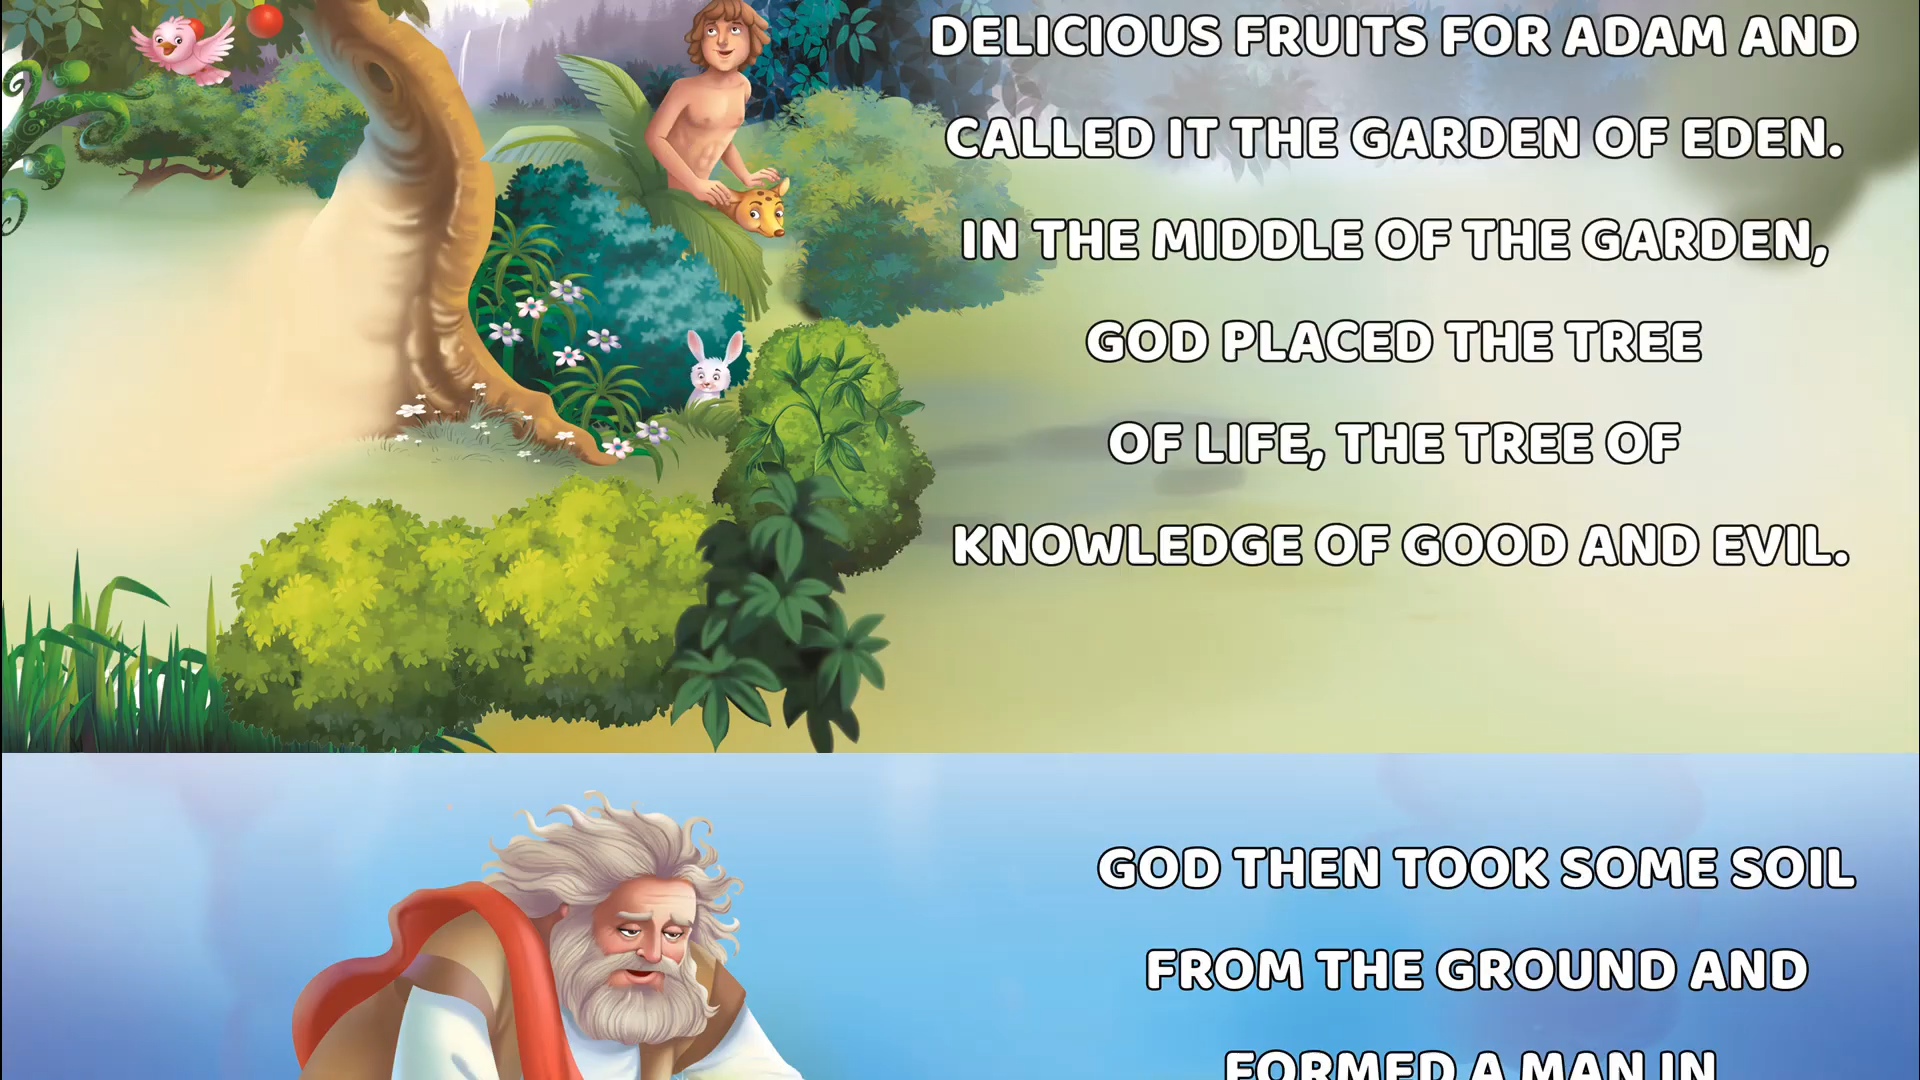 DELICIOUS FRUITS FOR ADAM AND
CALLED IT THE GARDEN OF EDEN.
IN THE MIDDLE OF THE GARDEN,
GOD PLACED THE TREE
OF LIFE, THE TREE OF
KNOWLEDGE OF GOOD AND EVIL.
GOD THEN TOOK SOME SOIL
FROM THE GROUND AND
FORMED A MAN IN